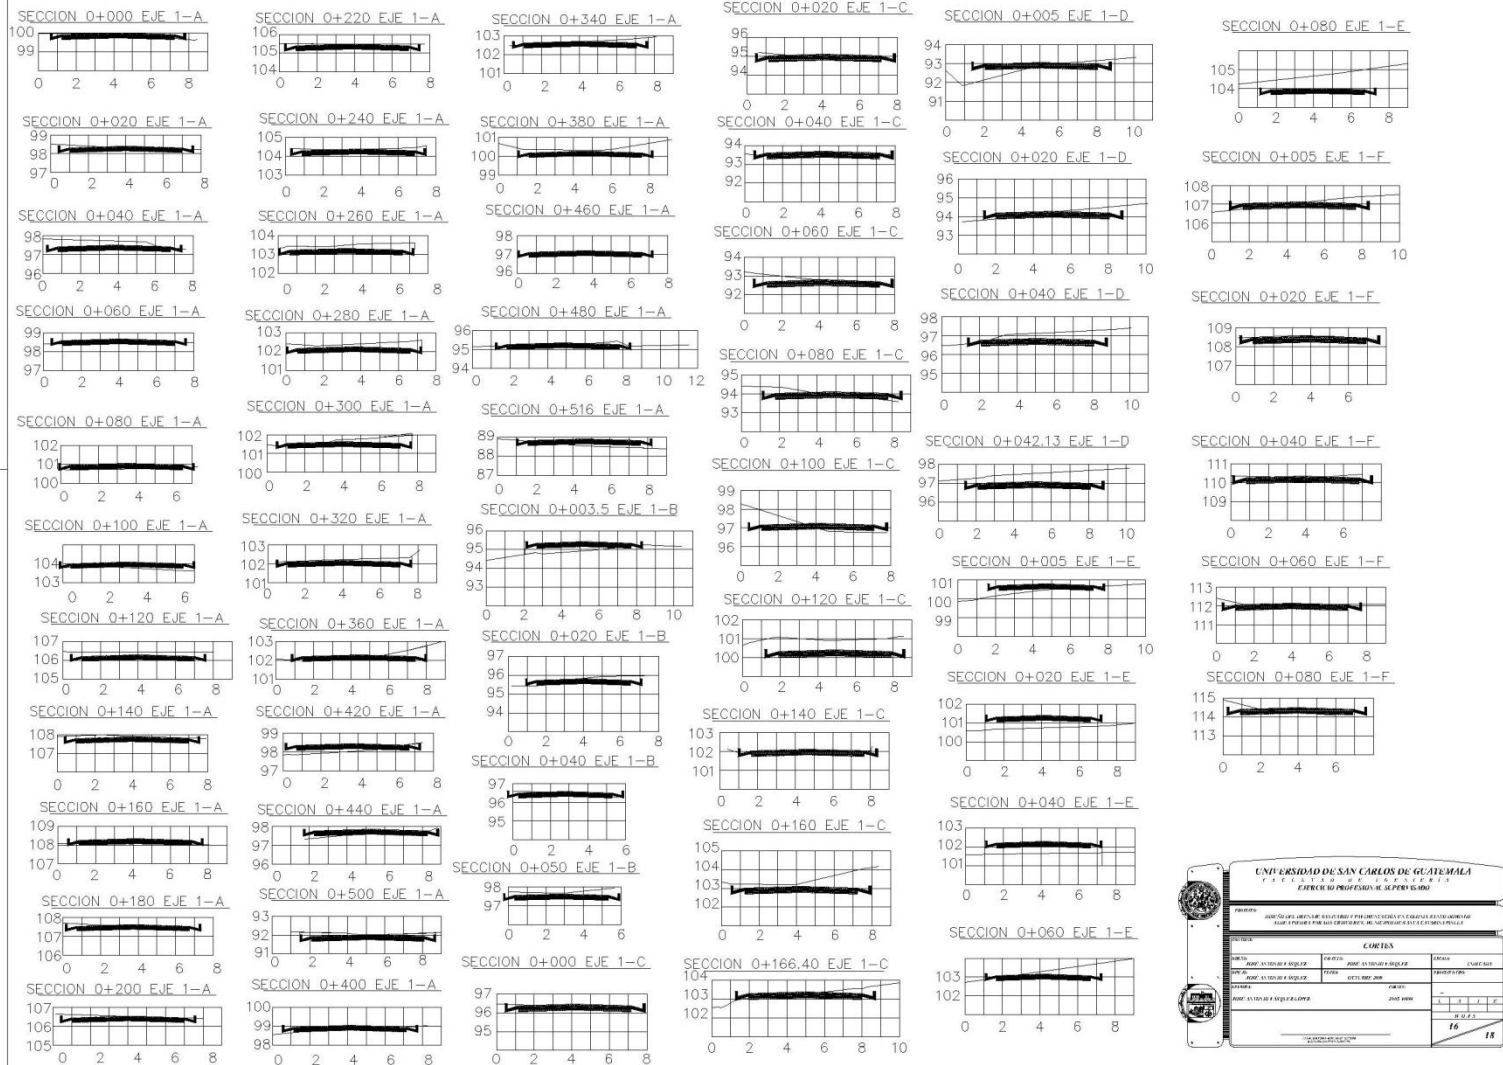 SECCION 0+000 EJE 1-A
100
99
0 2 4 6 8
SECCION 0+020 EJE 1-A
99
98
97
0 2 4 6 8
SECCION 0+040 EJE 1-A
98
97
96
0 2 4 6
SECCION 0+060 EJE 1-A
99
98
97
0 2 4 6 8
SECCION 0+080 EJE 1-A
102
101
100
0 2 4 6
SECCION 0+100 EJE 1-A
104
103
0 2 4 6
SECCION 0+120 EJE 1-A
107
106
105
0 2 4 6 8
SECCION 0+140 EJE 1-A
108
107
0 2 4 6 8
SECCION 0+160 EJE 1-A
109
108
107
0 2 4 6 8
SECCION 0+180 EJE 1-A
108
107
106
0 2 4 6 8
SECCION 0+200 EJE 1-A
107
106
105
0 2 4 6 8
SECCION 0+220 EJE 1-A
106
105
104
0 2 4 6 8
SECCION 0+240 EJE 1-A
105
104
103
0 2 4 6 8
SECCION 0+260 EJE 1-A
104
103
102
0 2 4 6 8
SECCION 0+280 EJE 1-A
103
102
101
0 2 4 6 8
SECCION 0+300 EJE 1-A
102
101
100
0 2 4 6 8
SECCION 0+320 EJE 1-A
103
102
101
0 2 4 6 8
SECCION 0+360 EJE 1-A
103
102
101
0 2 4 6 8
SECCION 0+420 EJE 1-A
99
98
97
0 2 4 6 8
SECCION 0+440 EJE 1-A
98
97
96
0 2 4 6 8
SECCION 0+500 EJE 1-A
93
92
91
0 2 4 6 8
SECCION 0+400 EJE 1-A
100
99
98
0 2 4 6 8
SECCION 0+340 EJE 1-A
103
102
101
0 2 4 6 8
SECCION 0+380 EJE 1-A
101
100
99
0 2 4 6 8
SECCION 0+460 EJE 1-A
98
97
96
0 2 4 6 8
SECCION 0+480 EJE 1-A
96
95
94
0 2 4 6 8 10 12
SECCION 0+516 EJE 1-A
89
88
87
0 2 4 6 8
SECCION 0+003.5 EJE 1-B
96
95
94
93
0 2 4 6 8 10
SECCION 0+020 EJE 1-B
97
96
95
94
0 2 4 6 8
SECCION 0+040 EJE 1-B
97
96
95
0 2 4 6
SECCION 0+050 EJE 1-B
98
97
0 2 4 6
SECCION 0+000 EJE 1-C
97
96
95
0 2 4 6 8
SECCION 0+020 EJE 1-C
96
95
94
0 2 4 6 8
SECCION 0+040 EJE 1-C
94
93
92
0 2 4 6 8
SECCION 0+060 EJE 1-C
94
93
92
0 2 4 6 8
SECCION 0+080 EJE 1-C
95
94
93
0 2 4 6 8
SECCION 0+100 EJE 1-C
99
98
97
96
0 2 4 6 8
SECCION 0+120 EJE 1-C
102
101
100
0 2 4 6 8
SECCION 0+140 EJE 1-C
103
102
101
0 2 4 6 8
SECCION 0+160 EJE 1-C
105
104
103
102
0 2 4 6 8
SECCION 0+166.40 EJE 1-C
104
103
102
0 2 4 6 8 10
SECCION 0+005 EJE 1-D
94
93
92
91
0 2 4 6 8 10
SECCION 0+020 EJE 1-D
96
95
94
93
0 2 4 6 8 10
SECCION 0+040 EJE 1-D
98
97
96
95
94
0 2 4 6 8 10
SECCION 0+042.13 EJE 1-D
98
97
96
0 2 4 6 8 10
SECCION 0+005 EJE 1-E
101
100
99
0 2 4 6 8 10
SECCION 0+020 EJE 1-E
102
101
100
0 2 4 6 8
SECCION 0+040 EJE 1-E
103
102
101
0 2 4 6 8
SECCION 0+060 EJE 1-E
103
102
0 2 4 6 8
SECCION 0+080 EJE 1-E
105
104
0 2 4 6 8
SECCION 0+005 EJE 1-F
108
107
106
0 2 4 6 8 10
SECCION 0+020 EJE 1-F
109
108
107
0 2 4 6
SECCION 0+040 EJE 1-F
111
110
109
0 2 4 6
SECCION 0+060 EJE 1-F
113
112
111
0 2 4 6 8
SECCION 0+080 EJE 1-F
115
114
113
0 2 4 6
UNIVERSIDAD DE SAN CARLOS DE GUATEMALA
FACULTAD DE INGENIERIA
EJERCICIO PROFESIONAL SUPERVISADO
CORTES
OCTUBRE 2009
16
18